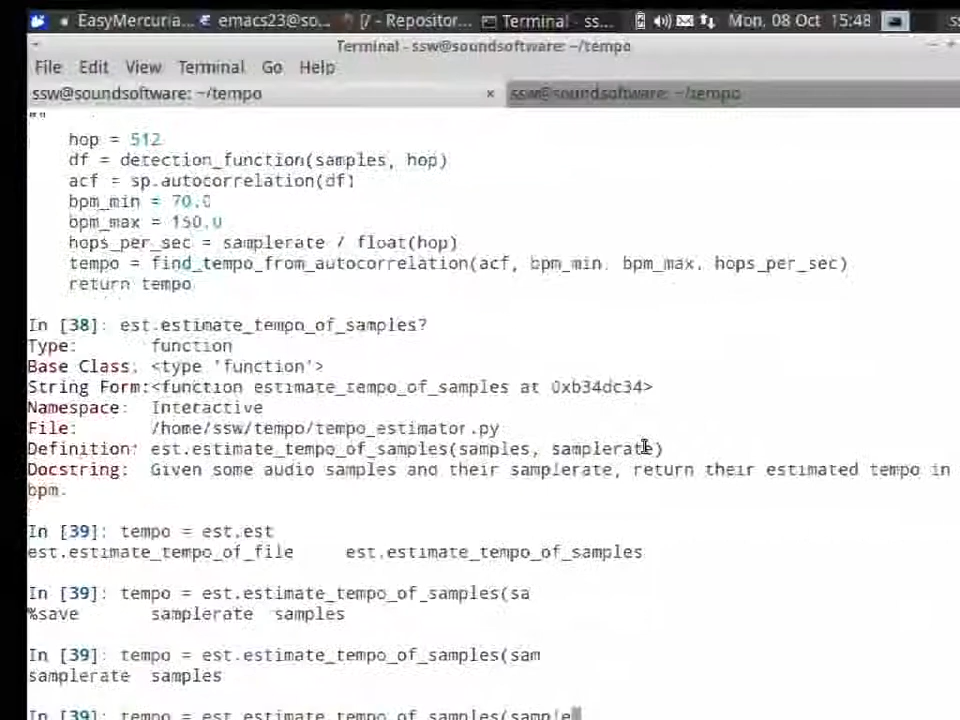 EasyMercuria... emacs23@so... [/ - Repositor... Terminal - ss... Mon, 08 Oct 15:48
Terminal - ssw@soundsoftware: ~/tempo
File Edit View Terminal Go Help
ssw@soundsoftware: ~/tempo × ssw@soundsoftware: ~/tempo
""
hop = 512
df = detection_function(samples, hop)
acf = sp.autocorrelation(df)
bpm_min = 70.0
bpm_max = 150.0
hops_per_sec = samplerate / float(hop)
tempo = find_tempo_from_autocorrelation(acf, bpm_min, bpm_max, hops_per_sec)
return tempo
In [38]: est.estimate_tempo_of_samples?
Type: function
Base Class: <type 'function'>
String Form:<function estimate_tempo_of_samples at 0xb34dc34>
Namespace: Interactive
File: /home/ssw/tempo/tempo_estimator.py
Definition: est.estimate_tempo_of_samples(samples, samplerate)
Docstring: Given some audio samples and their samplerate, return their estimated tempo in
bpm.
In [39]: tempo = est.est
est.estimate_tempo_of_file est.estimate_tempo_of_samples
In [39]: tempo = est.estimate_tempo_of_samples(sa
%save samplerate samples
In [39]: tempo = est.estimate_tempo_of_samples(sam
samplerate samples
In [39]: tempo = est.estimate_tempo_of_samples(sample